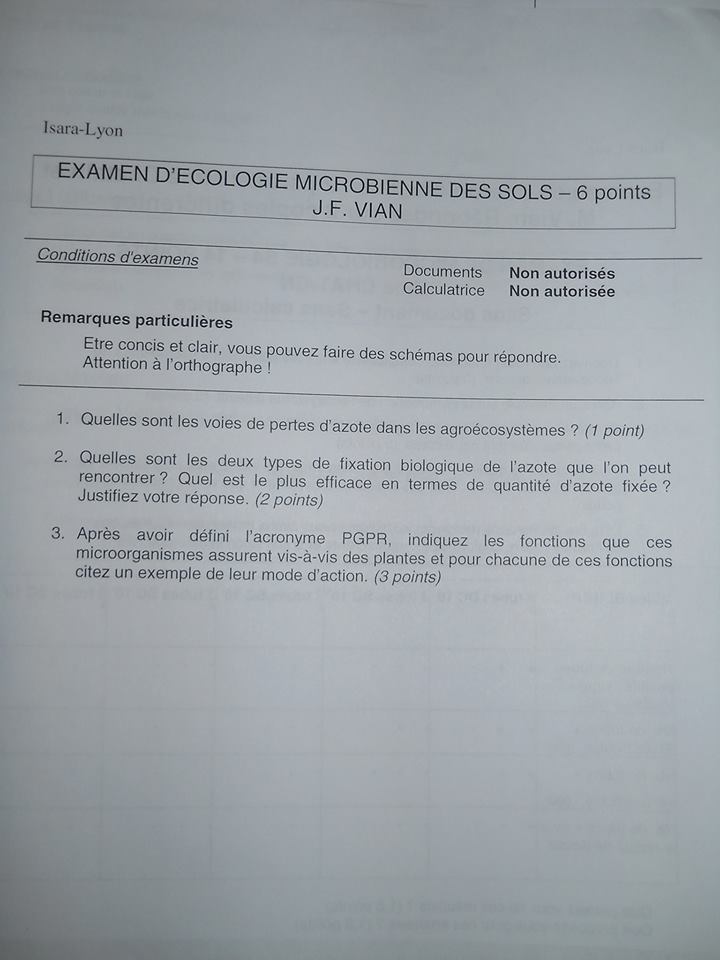 Isara-Lyon
EXAMEN D'ECOLOGIE MICROBIENNE DES SOLS – 6 points
J.F. VIAN
Conditions d'examens
Documents Non autorisés
Calculatrice Non autorisée
Remarques particulières
Etre concis et clair, vous pouvez faire des schémas pour répondre.
Attention à l'orthographe !
1. Quelles sont les voies de pertes d'azote dans les agroécosystèmes ? (1 point)
2. Quelles sont les deux types de fixation biologique de l'azote que l'on peut
rencontrer ? Quel est le plus efficace en termes de quantité d'azote fixée ?
Justifiez votre réponse. (2 points)
3. Après avoir défini l'acronyme PGPR, indiquez les fonctions que ces
microorganismes assurent vis-à-vis des plantes et pour chacune de ces fonctions
citez un exemple de leur mode d'action. (3 points)